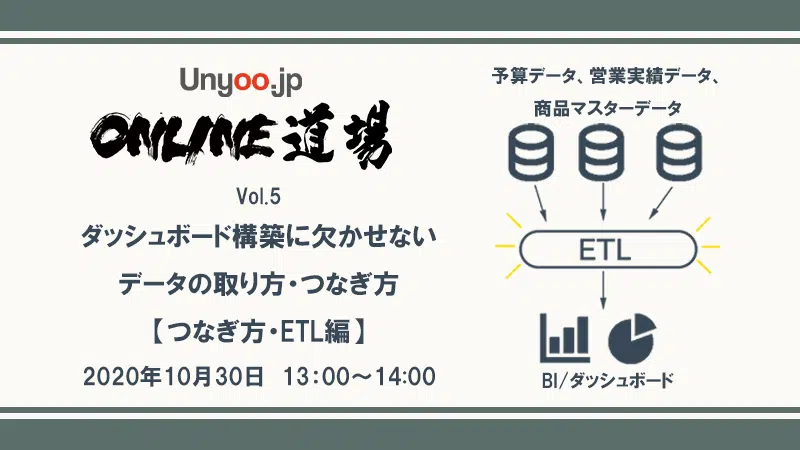 Unyoo.jp
ONLINE道場
Vol.5
ダッシュボード構築に欠かせない
データの取り方・つなぎ方
【つなぎ方・ETL編】
2020年10月30日 13:00～14:00
予算データ、営業実績データ、
商品マスターデータ
ETL
BI/ダッシュボード